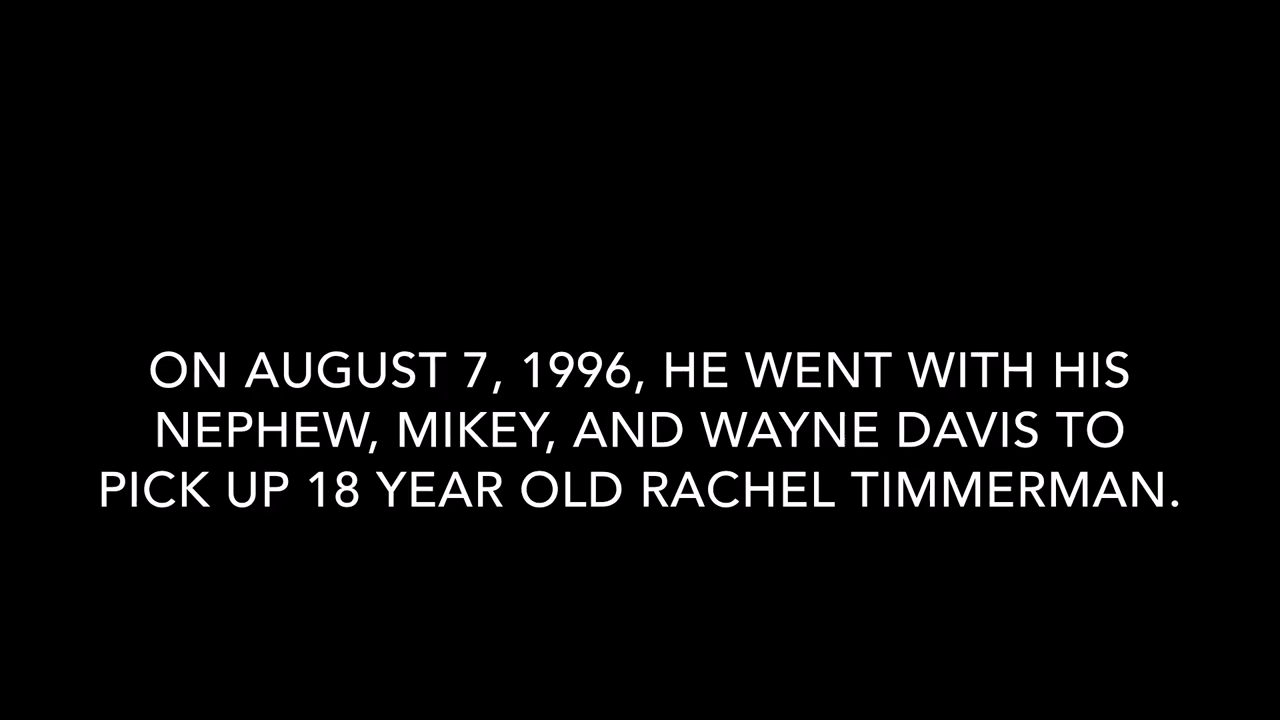 ON AUGUST 7, 1996, HE WENT WITH HIS
NEPHEW, MIKEY, AND WAYNE DAVIS TO
PICK UP 18 YEAR OLD RACHEL TIMMERMAN.